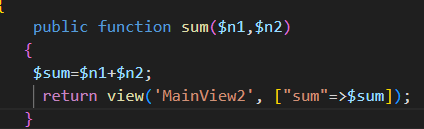 {
public function sum($n1,$n2)
{
$sum=$n1+$n2;
return view('MainView2', ["sum"=>$sum]);
}